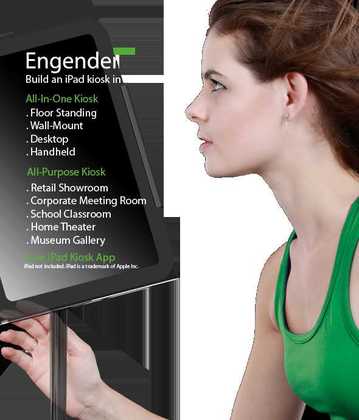 Engender
Build an iPad kiosk in
All-In-One Kiosk
. Floor Standing
. Wall-Mount
. Desktop
. Handheld
All-Purpose Kiosk
. Retail Showroom
. Corporate Meeting Room
. School Classroom
. Home Theater
. Museum Gallery
iPad Kiosk App
iPad not included. iPad is a trademark of Apple Inc.